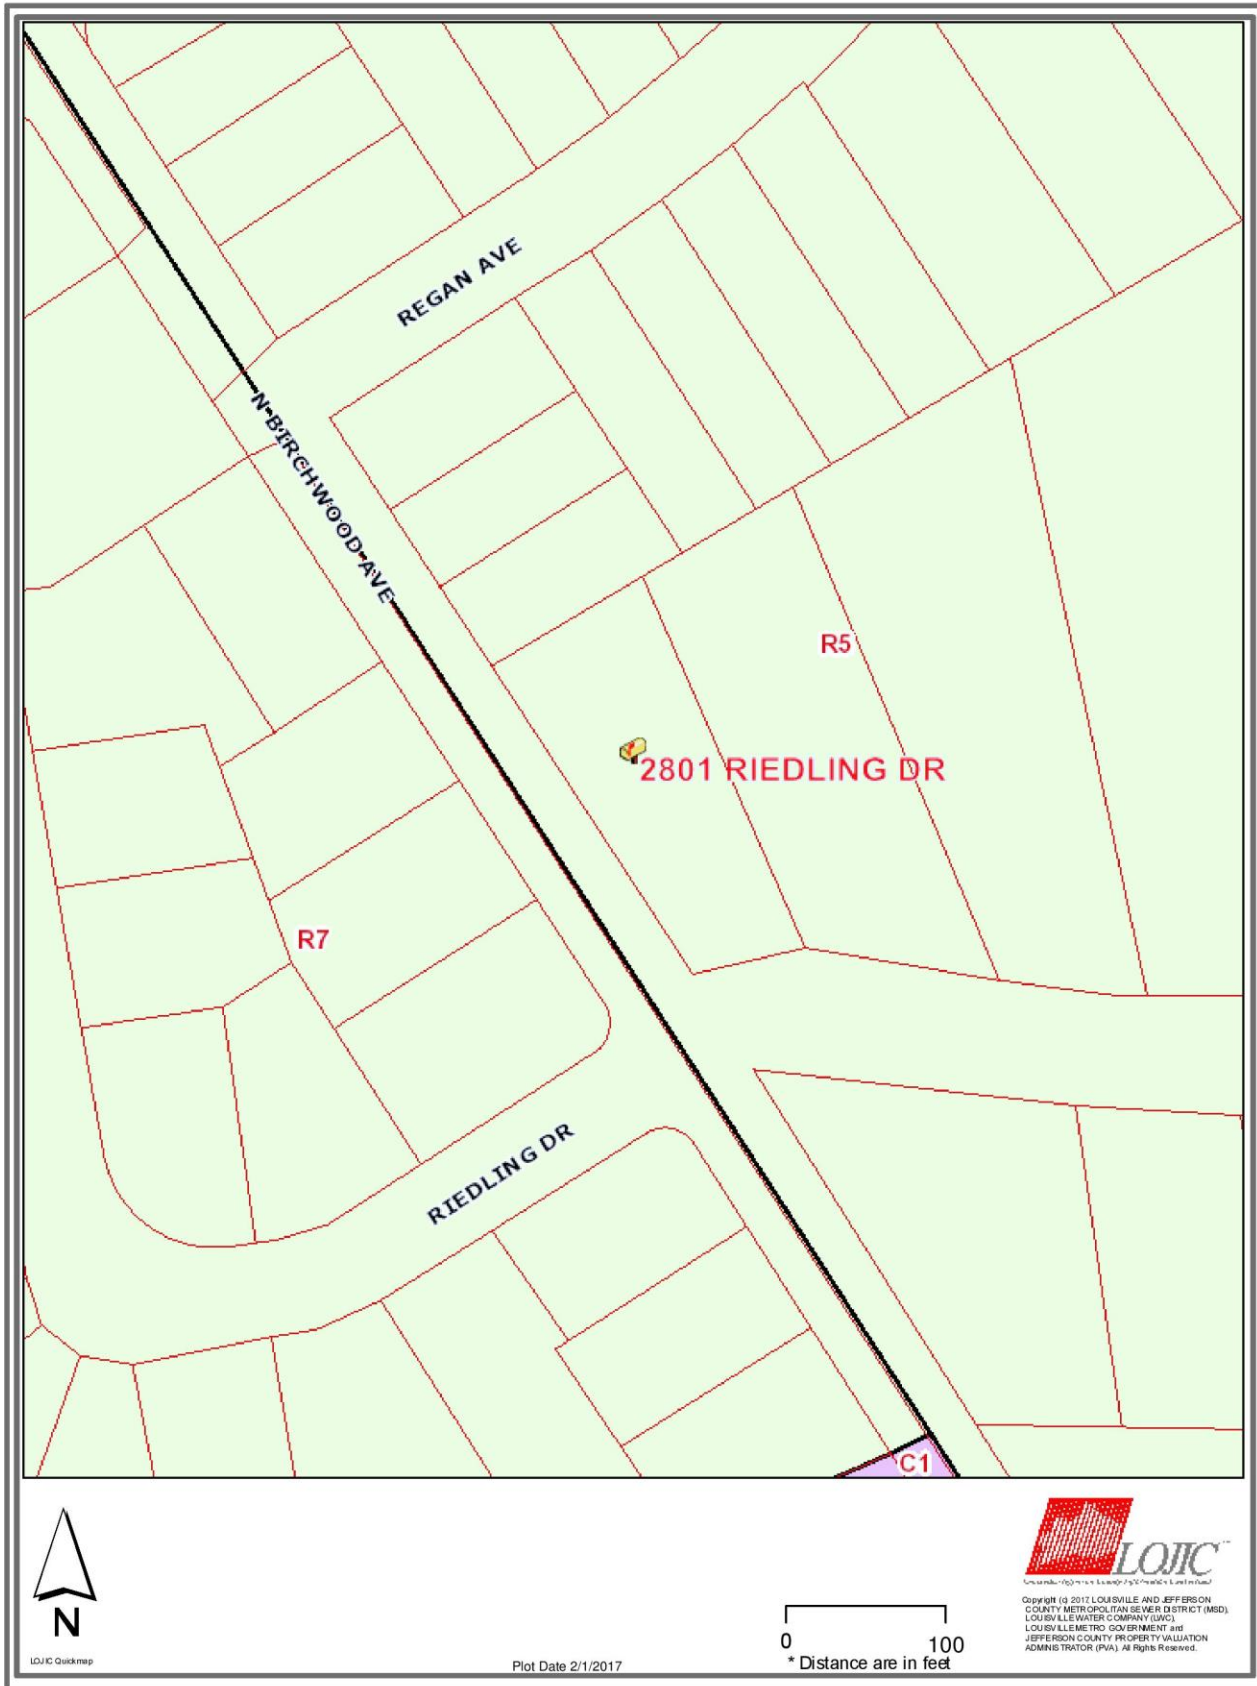 REGAN AVE
N BIRCHWOOD AVE
R5
2801 RIEDLING DR
R7
RIEDLING DR
C1
N
LOJIC Quickmap
Plot Date 2/1/2017
0 100
* Distance are in feet
LOJIC
Copyright (c) 2017, LOUISVILLE AND JEFFERSON
COUNTY METROPOLITAN SEWER DISTRICT (MSD),
LOUISVILLE WATER COMPANY (LWC),
LOUISVILLE METRO GOVERNMENT and
JEFFERSON COUNTY PROPERTY VALUATION
ADMINISTRATOR (PVA). All Rights Reserved.